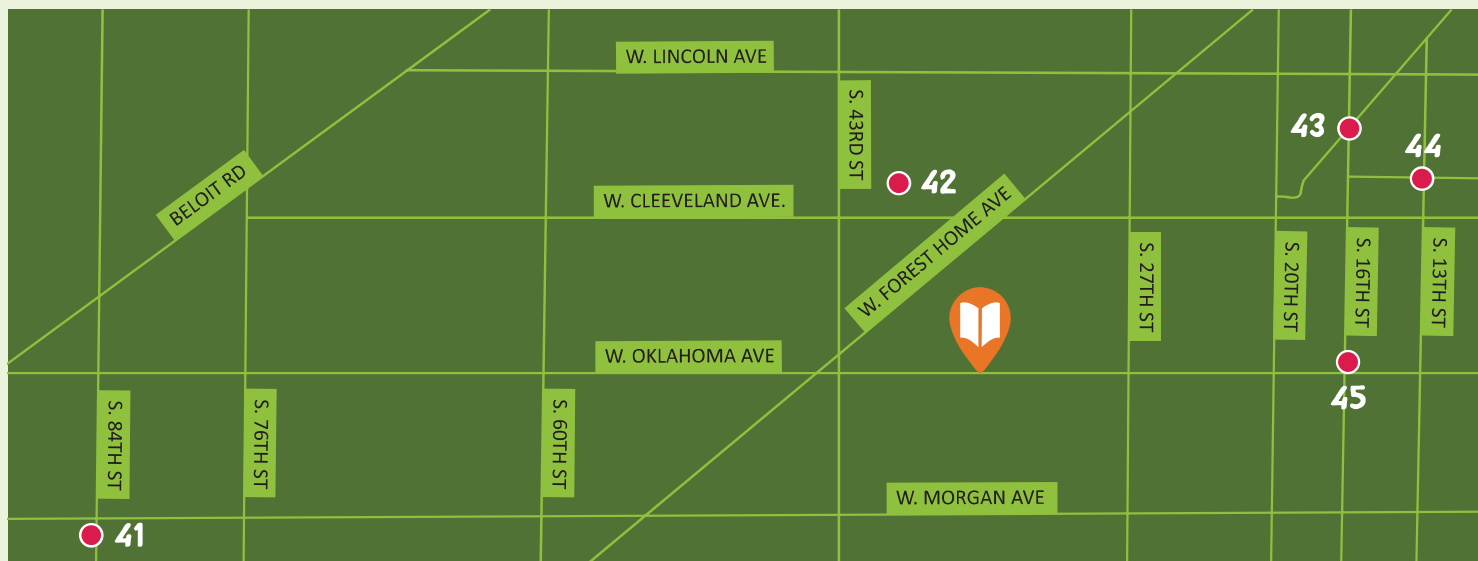 W. LINCOLN AVE
S. 43RD ST
43
44
BELOIT RD
42
W. CLEEVELAND AVE.
W. FOREST HOME AVE
S. 27TH ST
S. 20TH ST
S. 16TH ST
S. 13TH ST
W. OKLAHOMA AVE
45
S. 84TH ST
S. 76TH ST
S. 60TH ST
W. MORGAN AVE
41